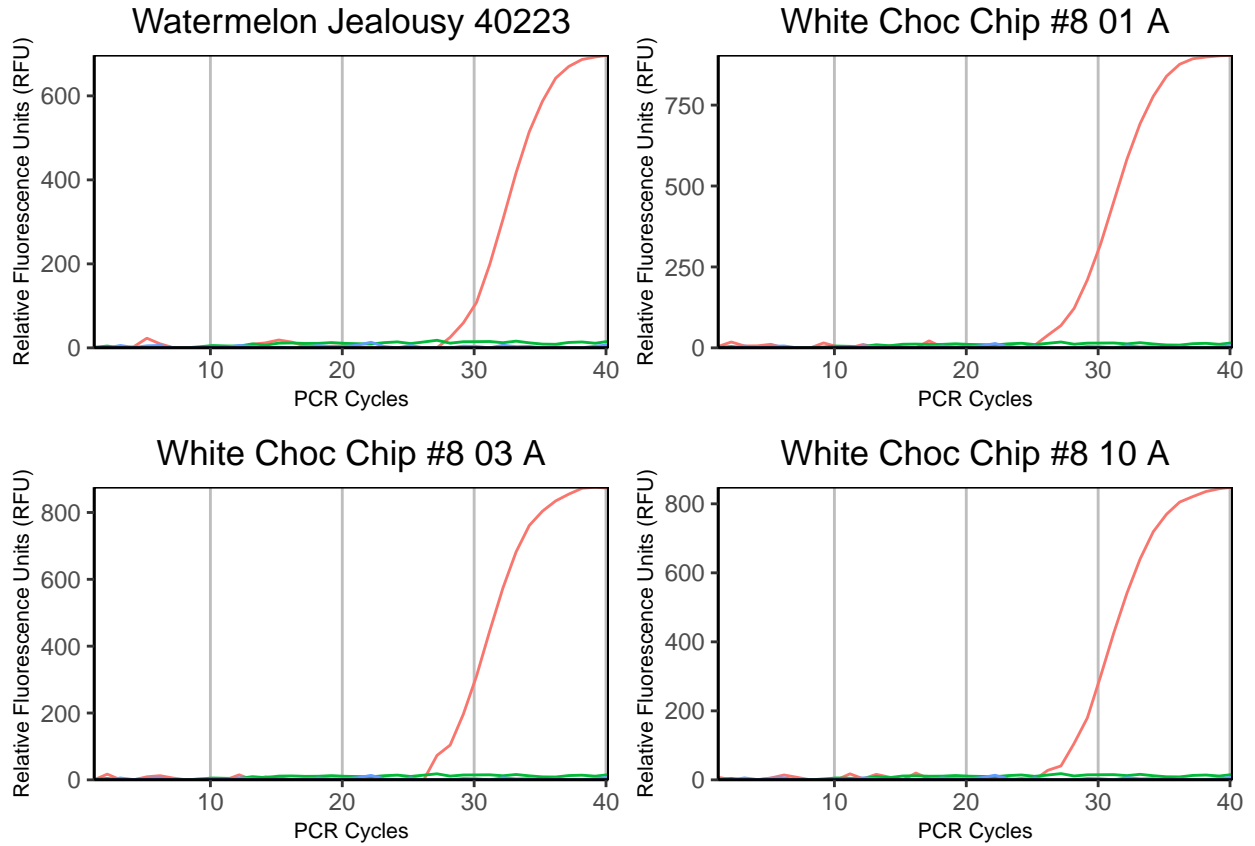 Watermelon Jealousy 40223
Relative Fluorescence Units (RFU)
600
400
200
0
10 20 30 40
PCR Cycles
White Choc Chip #8 01 A
Relative Fluorescence Units (RFU)
750
500
250
0
10 20 30 40
PCR Cycles
White Choc Chip #8 03 A
Relative Fluorescence Units (RFU)
800
600
400
200
0
10 20 30 40
PCR Cycles
White Choc Chip #8 10 A
Relative Fluorescence Units (RFU)
800
600
400
200
0
10 20 30 40
PCR Cycles